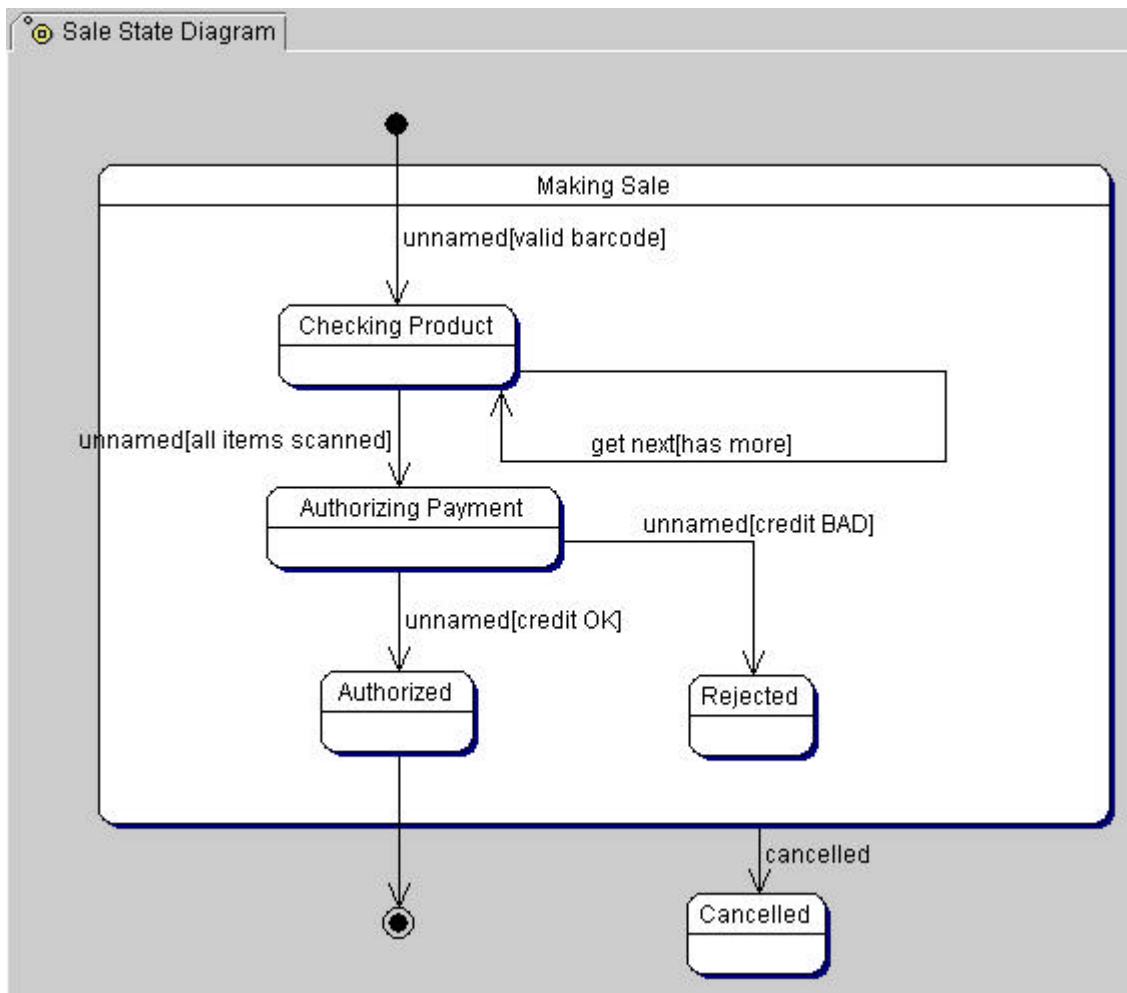 Sale State Diagram
Making Sale
unnamed[valid barcode]
Checking Product
unnamed[all items scanned]
get next[has more]
Authorizing Payment
unnamed[credit BAD]
unnamed[credit OK]
Authorized
Rejected
cancelled
Cancelled